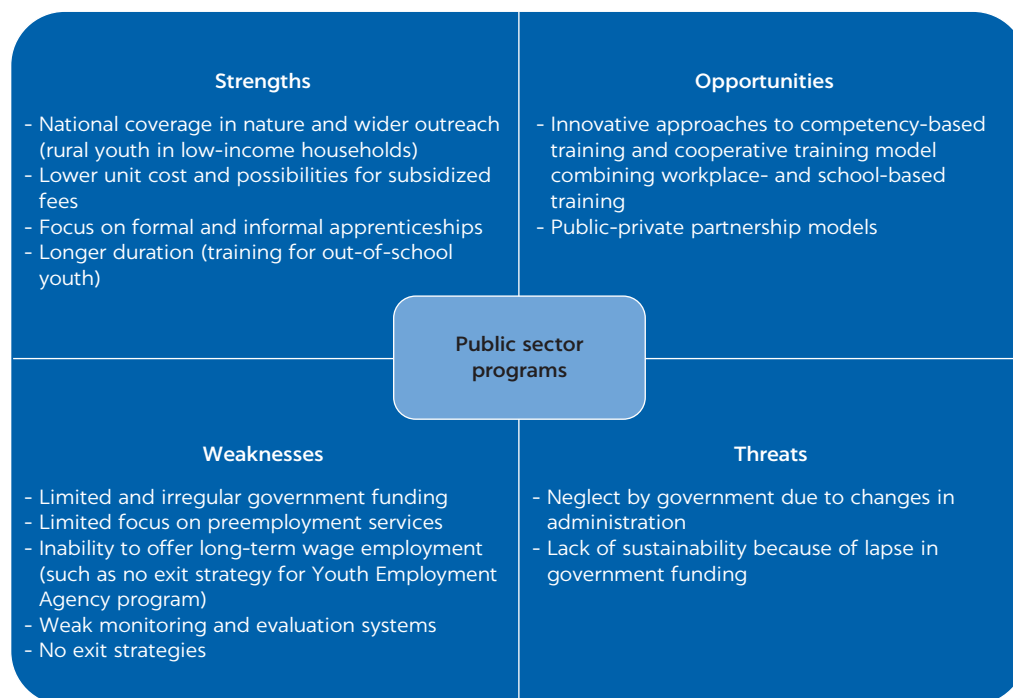 Strengths
- National coverage in nature and wider outreach
(rural youth in low-income households)
- Lower unit cost and possibilities for subsidized
fees
- Focus on formal and informal apprenticeships
- Longer duration (training for out-of-school
youth)
Opportunities
- Innovative approaches to competency-based
training and cooperative training model
combining workplace- and school-based
training
- Public-private partnership models
Public sector
programs
Weaknesses
- Limited and irregular government funding
- Limited focus on preemployment services
- Inability to offer long-term wage employment
(such as no exit strategy for Youth Employment
Agency program)
- Weak monitoring and evaluation systems
- No exit strategies
Threats
- Neglect by government due to changes in
administration
- Lack of sustainability because of lapse in
government funding